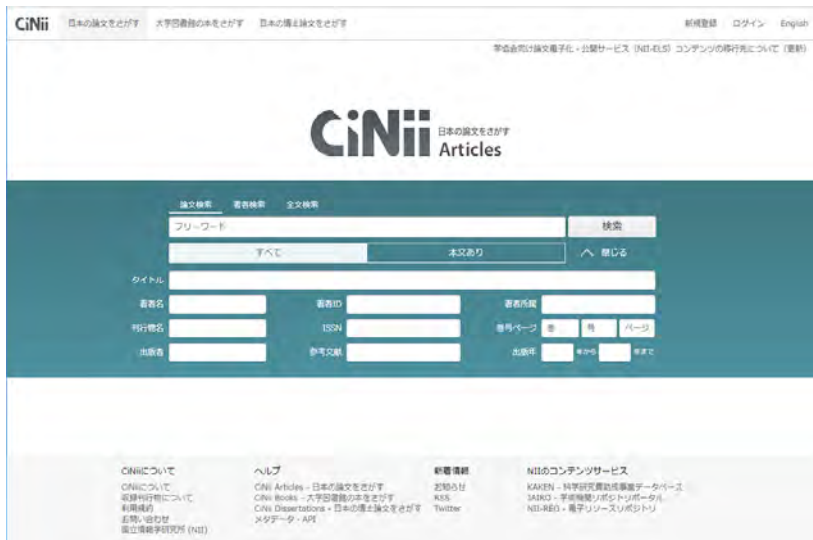 CiNii 日本の論文をさがす 大学図書館の本をさがす 日本の博士論文をさがす 新規登録 ログイン English
学協会向け論文電子化・公開サービス（NII-ELS）コンテンツの移行先について（更新）
CiNii 日本の論文をさがす
Articles
論文検索 著者検索 全文検索
フリーワード 検索
すべて 本文あり 閉じる
タイトル
著者名 著者ID 著者所属
刊行物名 ISSN 巻号ページ 巻 号 ページ
出版者 参考文献 出版年 年から 年まで
CiNiiについて ヘルプ 新着情報 NIIのコンテンツサービス
CiNiiについて CiNii Articles - 日本の論文をさがす お知らせ KAKEN - 科学研究費助成事業データベース
収録刊行物について CiNii Books - 大学図書館の本をさがす RSS JAIRO - 学術機関リポジトリポータル
利用規約 CiNii Dissertations - 日本の博士論文をさがす Twitter NII-REO - 電子リソースリポジトリ
お問い合わせ メタデータ・API
国立情報学研究所 (NII)